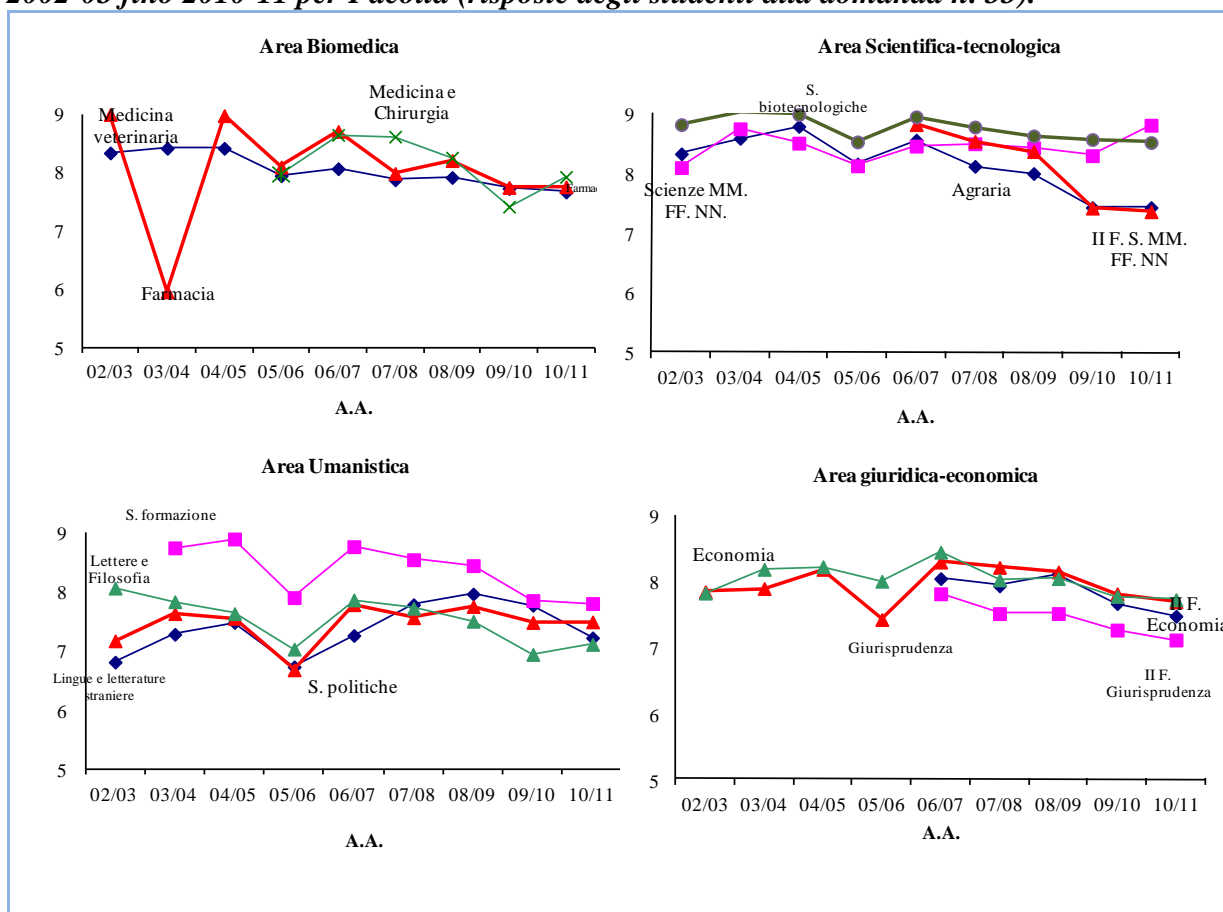 2002-03 fino 2010-11 per Facoltà (risposte degli studenti alla domanda n. 33).
Area Biomedica
9
8
7
6
5
Medicina
veterinaria
Medicina e
Chirurgia
Farmacia
02/03 03/04 04/05 05/06 06/07 07/08 08/09 09/10 10/11
A.A.
Area Scientifica-tecnologica
9
8
7
6
5
S.
biotecnologiche
Scienze MM.
FF. NN.
Agraria
II F. S. MM.
FF. NN
02/03 03/04 04/05 05/06 06/07 07/08 08/09 09/10 10/11
A.A.
Area Umanistica
9
8
7
6
5
S. formazione
Lettere e
Filosofia
Lingue e letterature
straniere
S. politiche
02/03 03/04 04/05 05/06 06/07 07/08 08/09 09/10 10/11
A.A.
Area giuridica-economica
9
8
7
6
5
Economia
Giurisprudenza
II F.
Economia
II F.
Giurisprudenza
02/03 03/04 04/05 05/06 06/07 07/08 08/09 09/10 10/11
A.A.